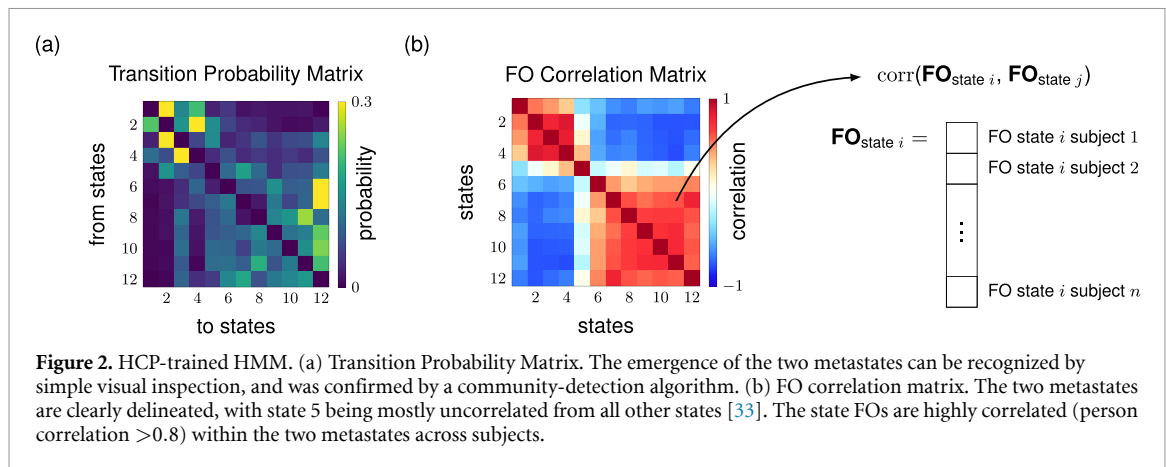 (a)
Transition Probability Matrix
from states
2
4
6
8
10
12
2 4 6 8 10 12
to states
0.3
probability
0
(b)
FO Correlation Matrix
states
2
4
6
8
10
12
2 4 6 8 10 12
states
1
correlation
−1
corr(FOstate i, FOstate j)
FOstate i =
FO state i subject 1
FO state i subject 2
⋮
FO state i subject n
Figure 2. HCP-trained HMM. (a) Transition Probability Matrix. The emergence of the two metastates can be recognized by
simple visual inspection, and was confirmed by a community-detection algorithm. (b) FO correlation matrix. The two metastates
are clearly delineated, with state 5 being mostly uncorrelated from all other states [33]. The state FOs are highly correlated (person
correlation >0.8) within the two metastates across subjects.